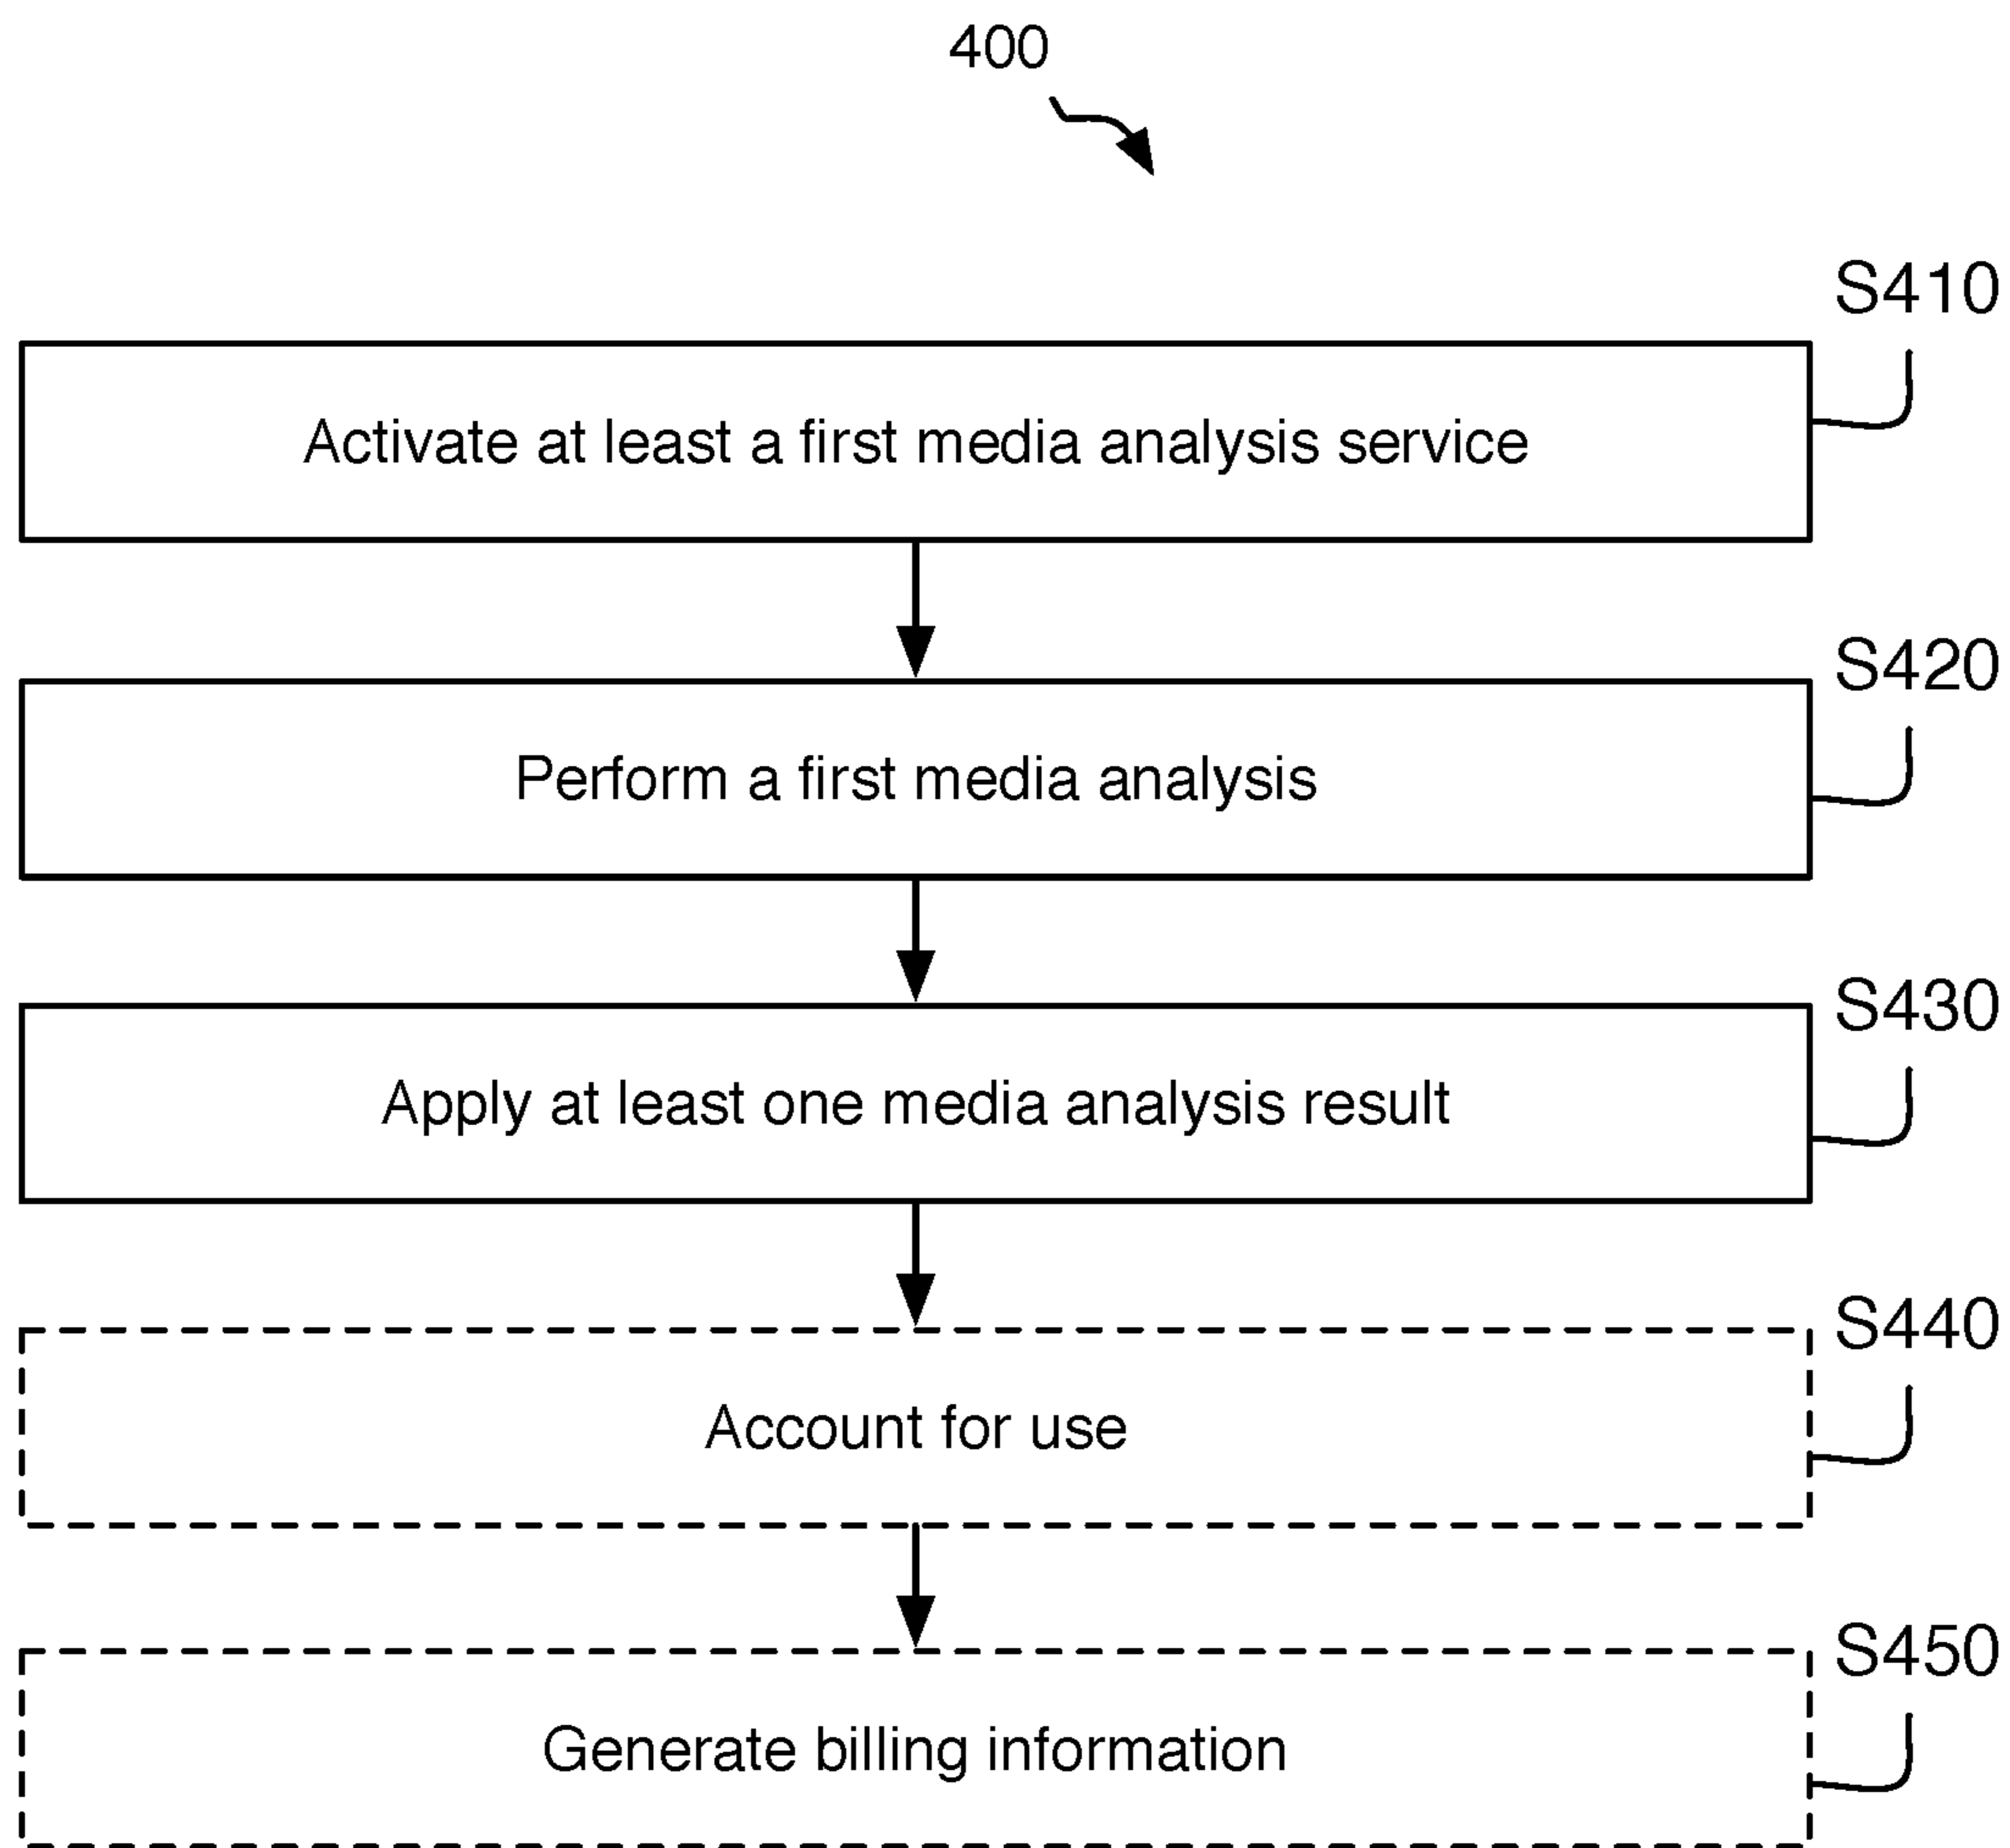 400
S410
Activate at least a first media analysis service
S420
Perform a first media analysis
S430
Apply at least one media analysis result
S440
Account for use
S450
Generate billing information